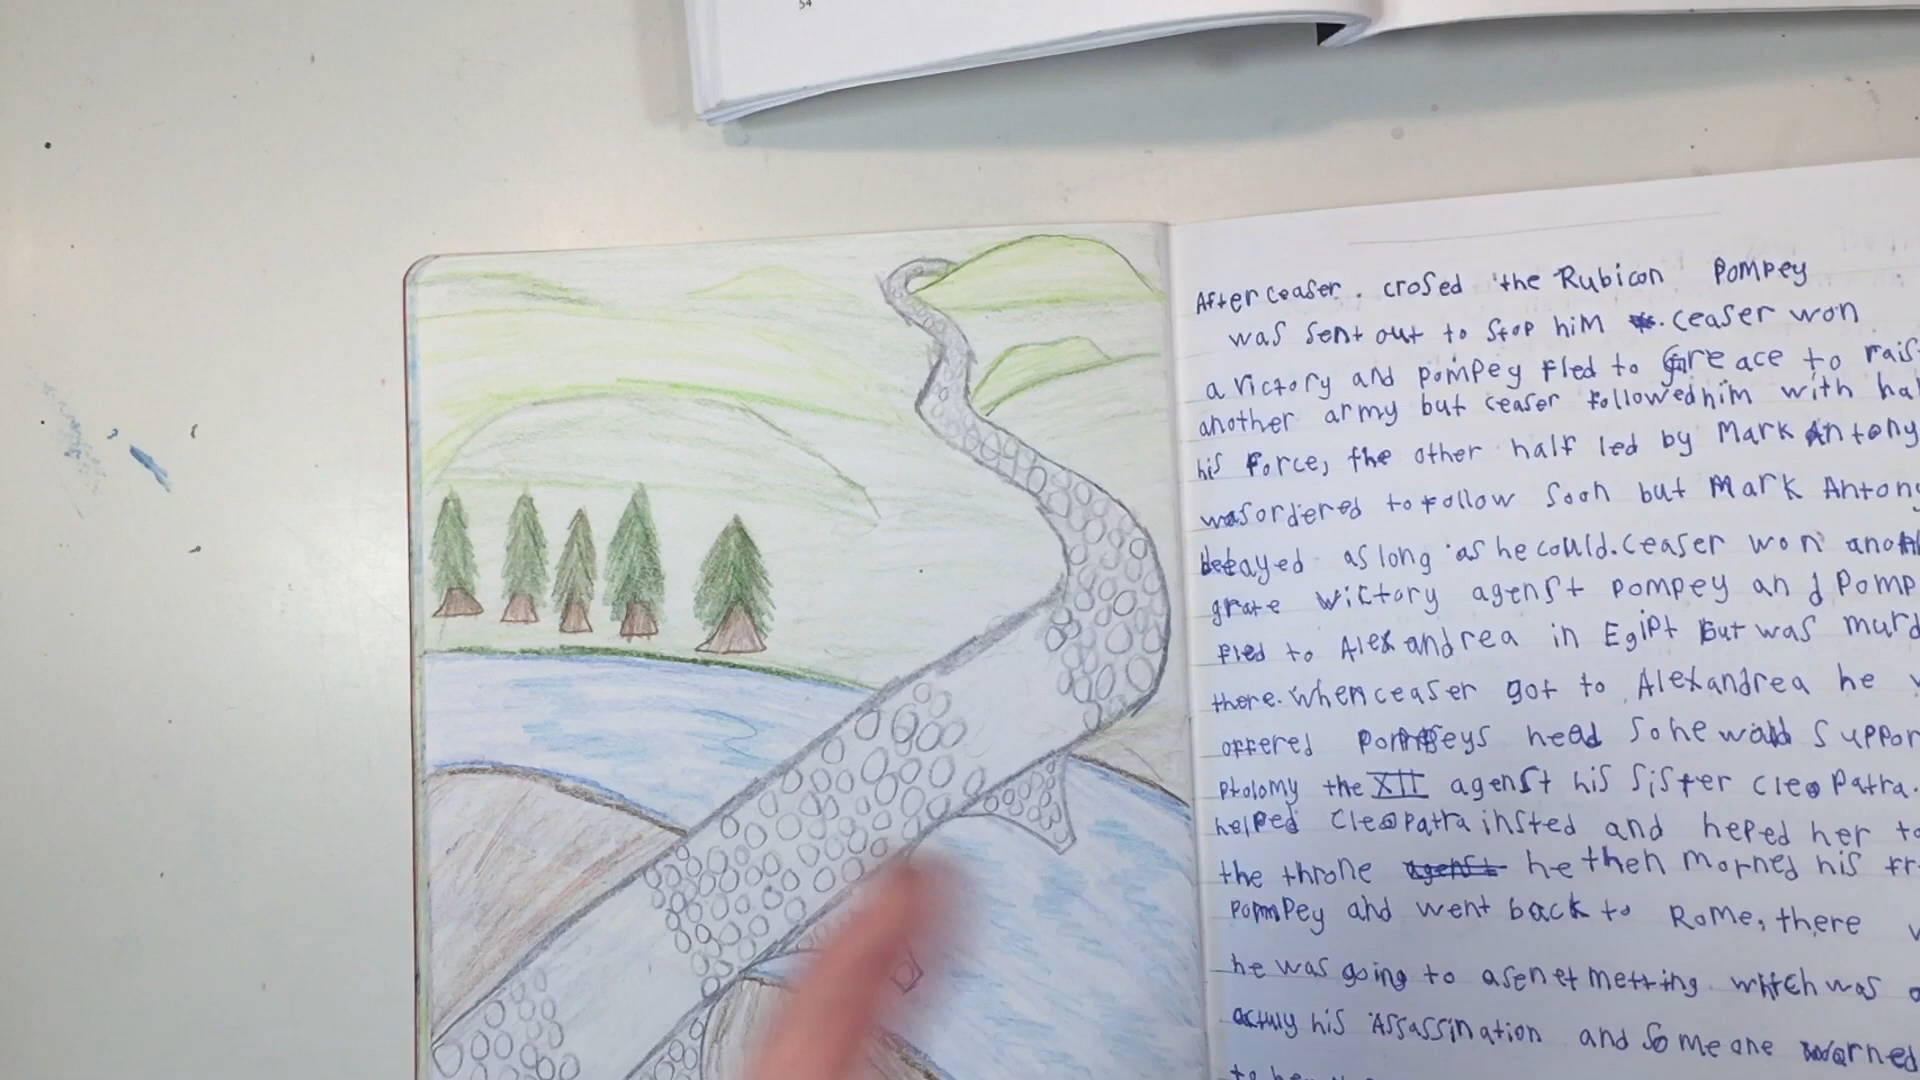 54
After ceaser. crosed the Rubicon Pompey
was sent out to stop him ceaser won
a victory and pompey fled to Greace to rais
another army but ceaser followed him with hal
his force, the other half led by Mark Antony
was ordered to follow soon but Mark Antony
as long as he could. ceaser won anoth
grate victory agenst pompey and Pomp
fled to Alexandrea in Egipt But was murd
there. when ceaser got to Alexandrea he w
offered pompeys head so he would suppor
Ptolomy the XII agenst his sister cleopatra.
helped cleopatra insted and heped her to
the throne agenst he then morned his fr
pompey and went back to Rome, there w
he was going to a senet metting. witch was a
actuly his Assassination and someone warned